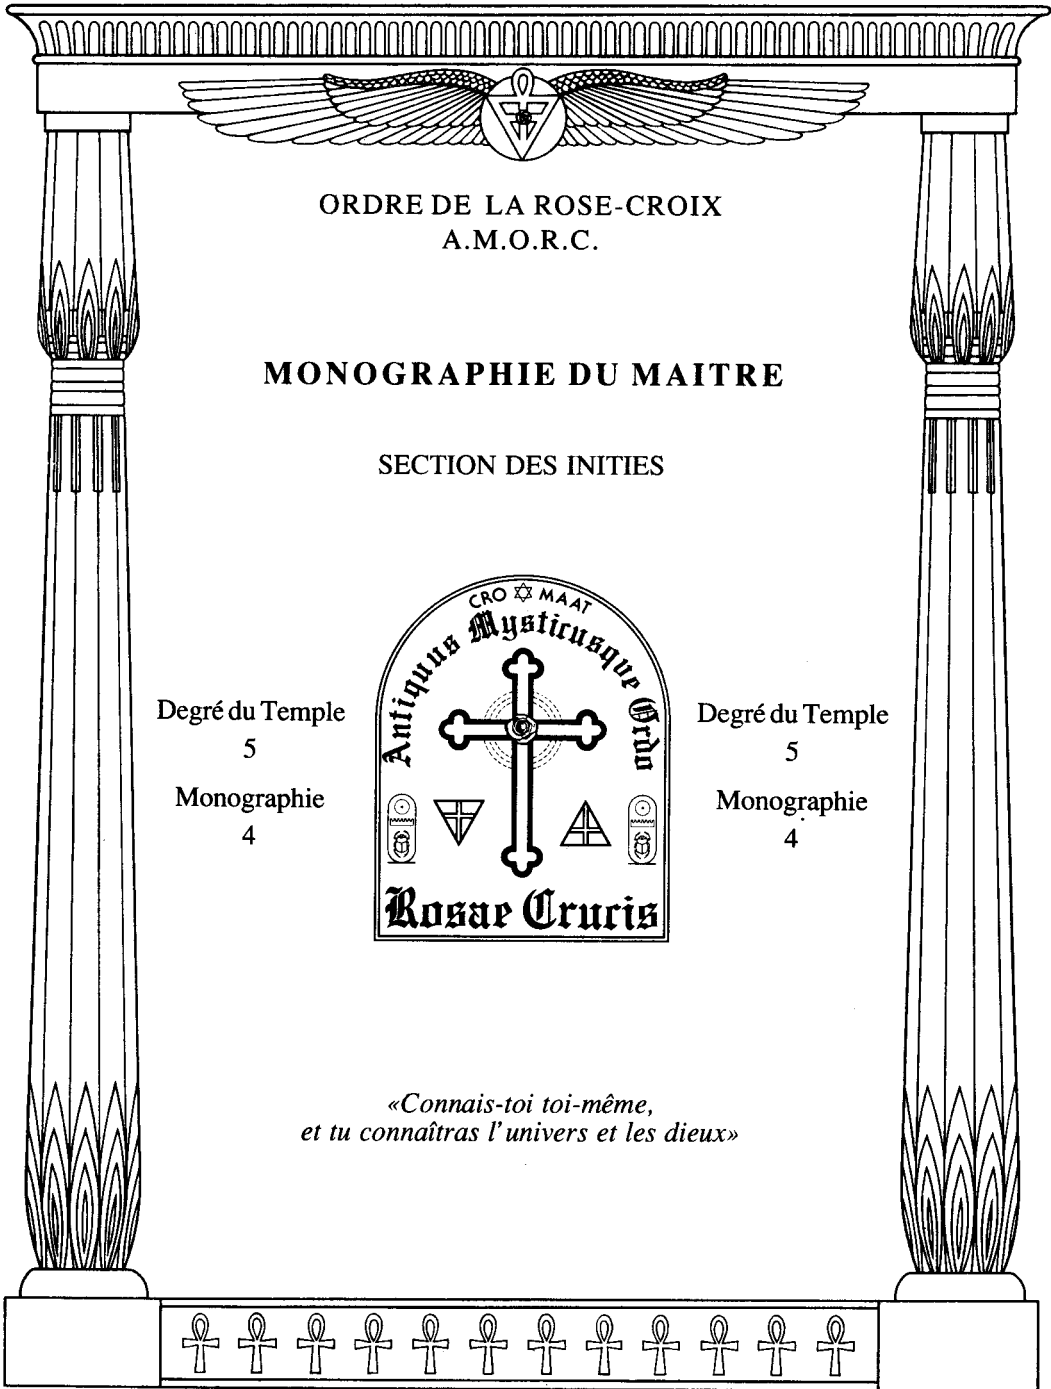 ORDRE DE LA ROSE-CROIX
A.M.O.R.C.
MONOGRAPHIE DU MAITRE
SECTION DES INITIES
CRO MAAT
Antiquus Mysticusque Ordo
Rosae Crucis
Degré du Temple
5
Monographie
4
Degré du Temple
5
Monographie
4
«Connais-toi toi-même,
et tu connaîtras l'univers et les dieux»